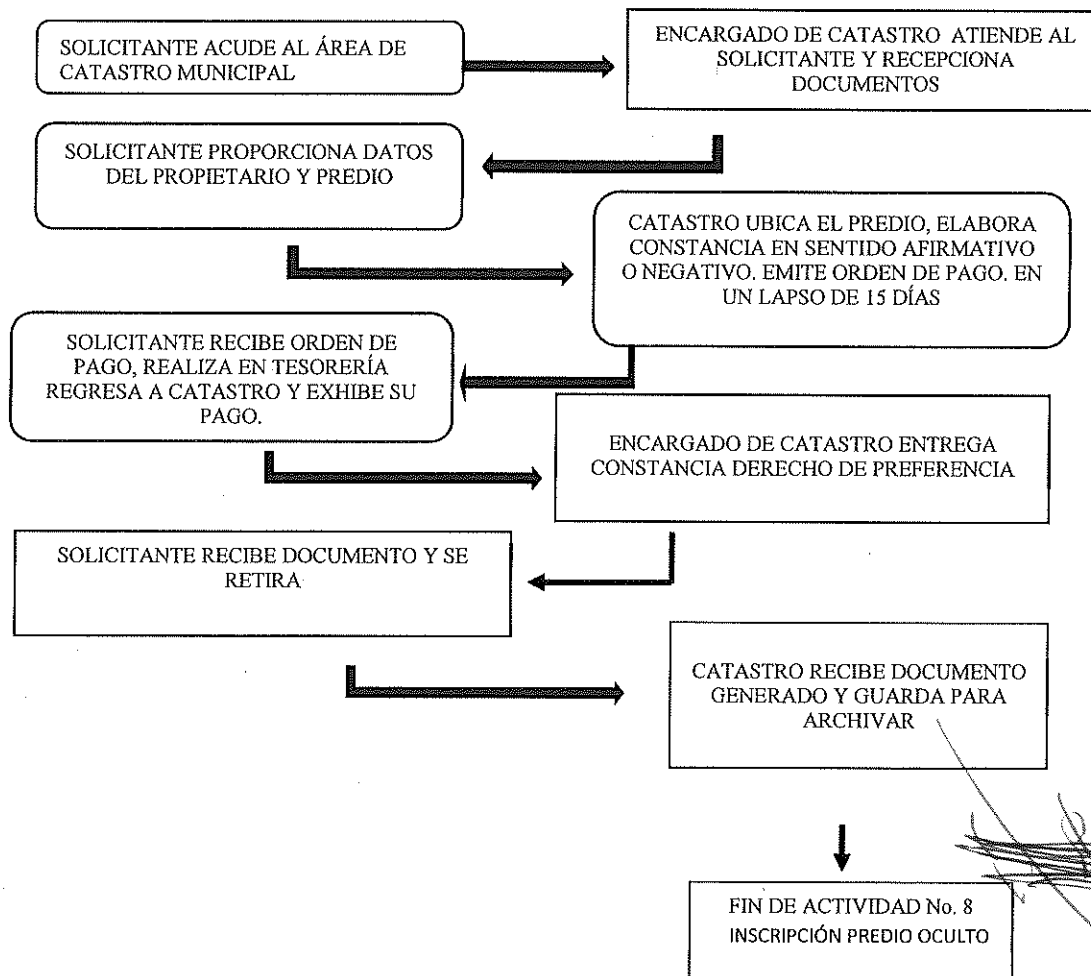 SOLICITANTE ACUDE AL ÁREA DE
CATASTRO MUNICIPAL
ENCARGADO DE CATASTRO ATIENDE AL
SOLICITANTE Y RECEPCIONA
DOCUMENTOS
SOLICITANTE PROPORCIONA DATOS
DEL PROPIETARIO Y PREDIO
CATASTRO UBICA EL PREDIO, ELABORA
CONSTANCIA EN SENTIDO AFIRMATIVO
O NEGATIVO. EMITE ORDEN DE PAGO. EN
UN LAPSO DE 15 DÍAS
SOLICITANTE RECIBE ORDEN DE
PAGO, REALIZA EN TESORERÍA
REGRESA A CATASTRO Y EXHIBE SU
PAGO.
ENCARGADO DE CATASTRO ENTREGA
CONSTANCIA DERECHO DE PREFERENCIA
SOLICITANTE RECIBE DOCUMENTO Y SE
RETIRA
CATASTRO RECIBE DOCUMENTO
GENERADO Y GUARDA PARA
ARCHIVAR
FIN DE ACTIVIDAD No. 8
INSCRIPCIÓN PREDIO OCULTO